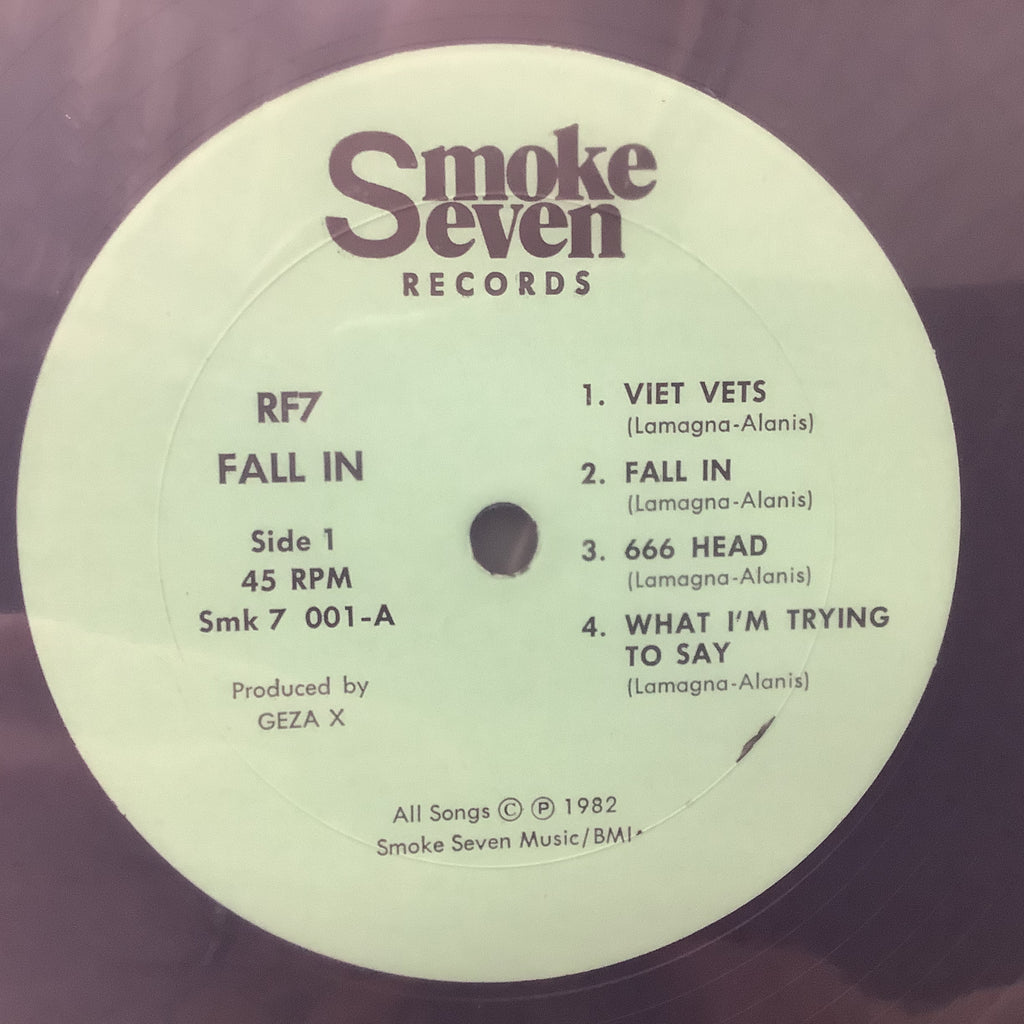 Smoke
Seven
RECORDS
RF7
FALL IN
Side 1
45 RPM
Smk 7 001-A
Produced by
GEZA X
1. VIET VETS
(Lamagna-Alanis)
2. FALL IN
(Lamagna-Alanis)
3. 666 HEAD
(Lamagna-Alanis)
4. WHAT I'M TRYING
TO SAY
(Lamagna-Alanis)
All Songs © ℗ 1982
Smoke Seven Music/BMI